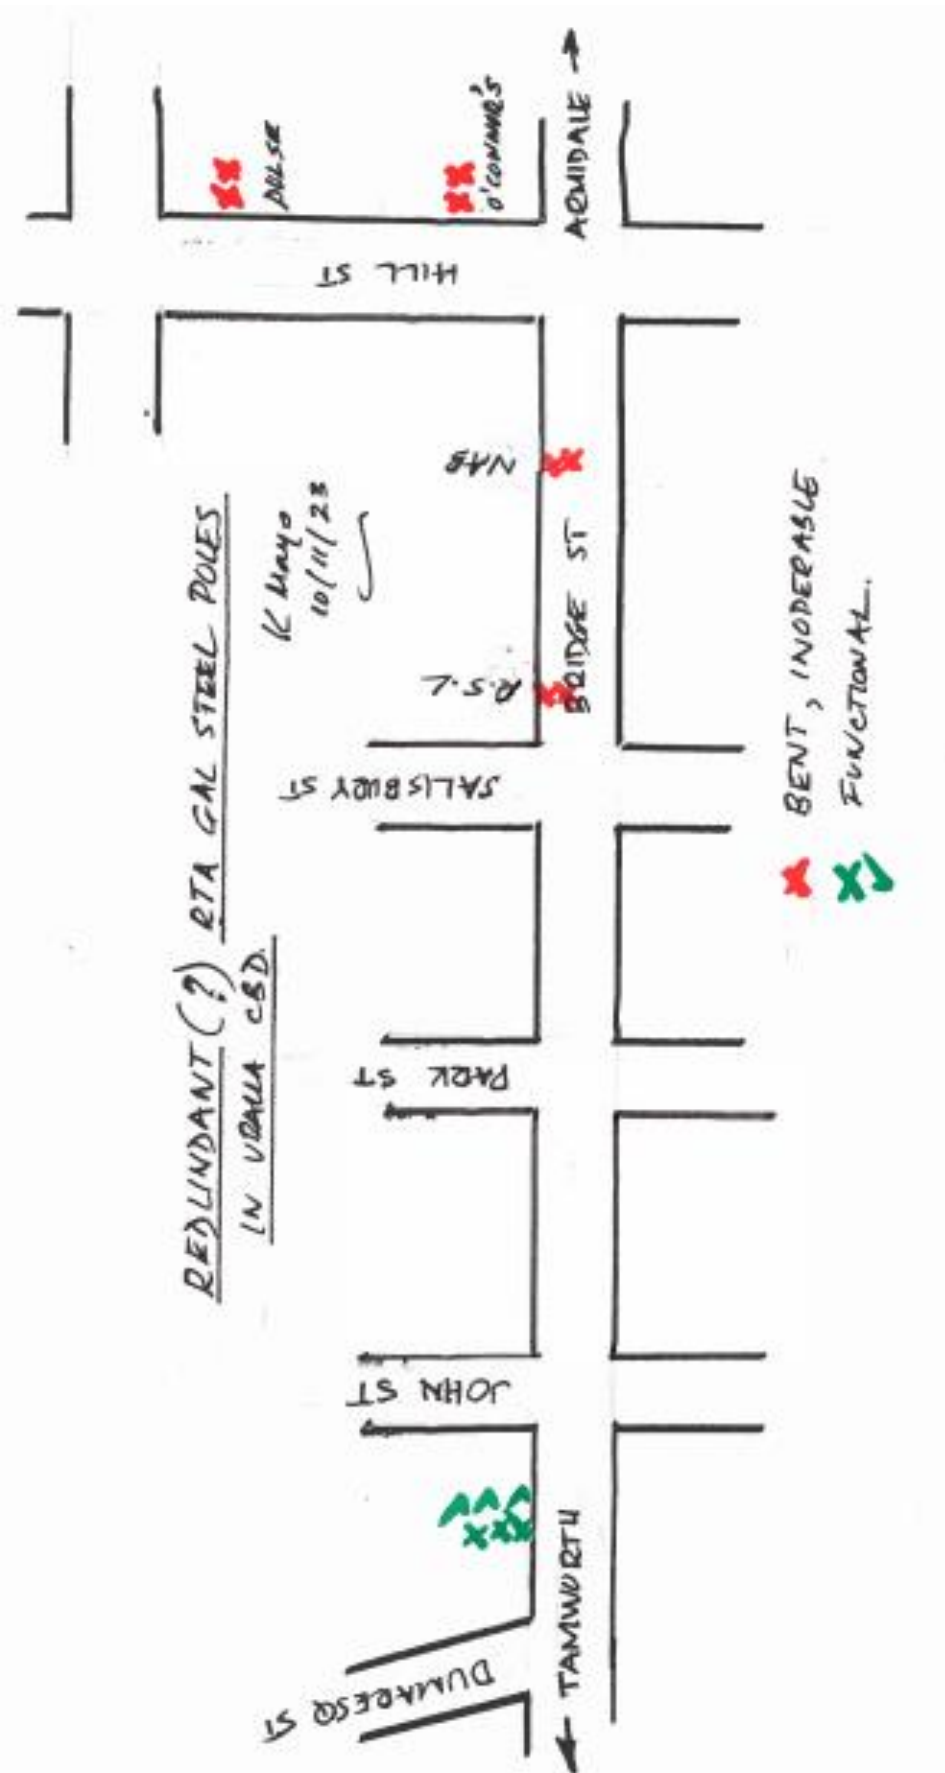 REDUNDANT(?) RTA GAL STEEL POLES
IN URALLA CBD.
K Mayo
10/11/23
HILL ST
O'CONNOR'S
ARMIDALE →
NAB
BRIDGE ST
R.S.L
SALISBURY ST
PARK ST
JOHN ST
DUMARESQ ST
← TAMWORTH
BENT, INOPERABLE
FUNCTIONAL.